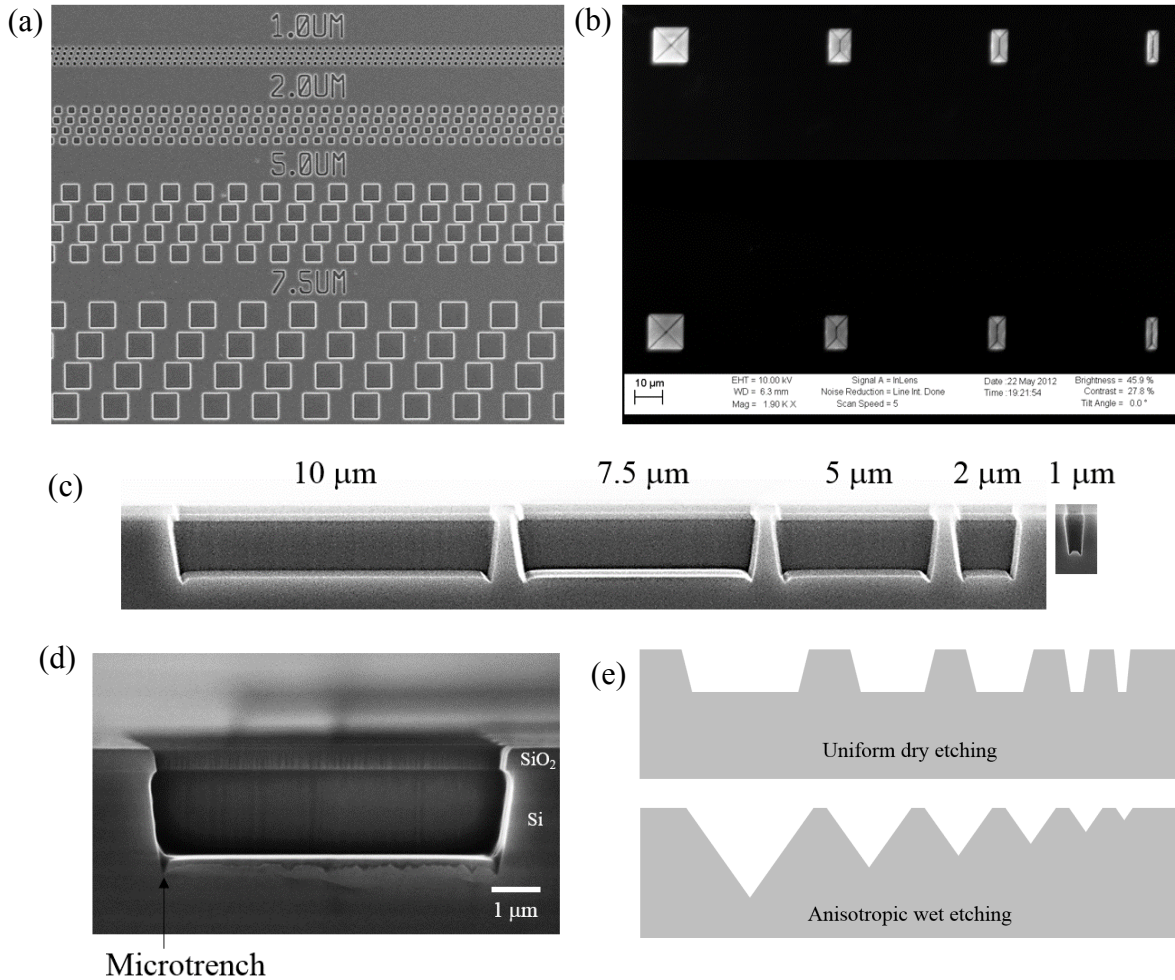 (a)
1.0UM
2.0UM
5.0UM
7.5UM
(b)
10 µm
EHT = 10.00 kV
WD = 6.3 mm
Mag = 1.90 K X
Signal A = InLens
Noise Reduction = Line Int. Done
Scan Speed = 5
Date :22 May 2012
Time :19:21:54
Brightness = 45.9 %
Contrast = 27.8 %
Tilt Angle = 0.0 °
(c)
10 µm
7.5 µm
5 µm
2 µm
1 µm
(d)
SiO₂
Si
1 µm
Microtrench
(e)
Uniform dry etching
Anisotropic wet etching